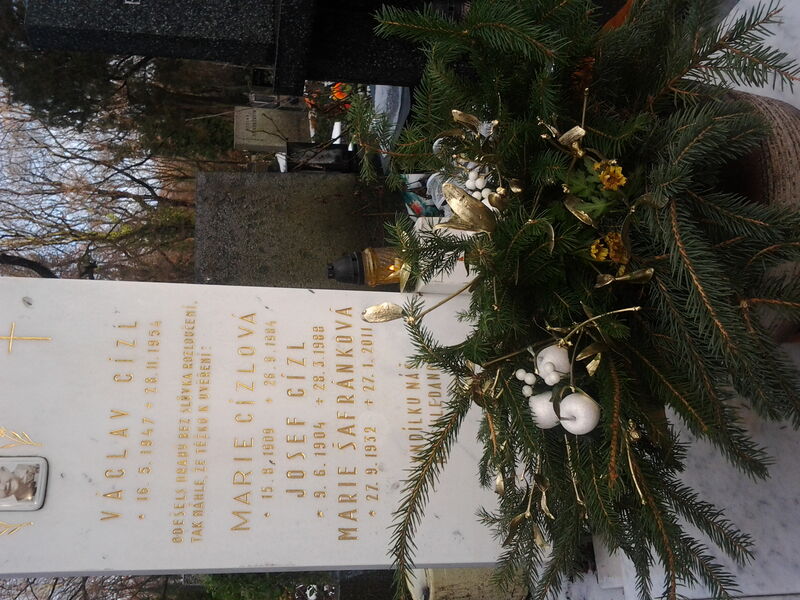 VÁCLAV CÍZL
* 16.5.1947 + 28.11.1954
ODEŠELS DRAHÝ BEZ SLŮVKA ROZLOUČENÍ,
TAK NÁHLE, ŽE TĚŽKO K UVĚŘENÍ!
MARIE CÍZLOVÁ
* 15.8.1909 + 26.9.1984
JOSEF CÍZL
* 9.6.1904 + 28.3.1988
MARIE ŠAFRÁNKOVÁ
* 27.9.1932 + 27.1.2011